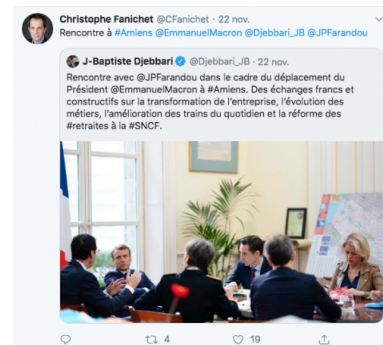 Christophe Fanichet @CFanichet · 22 nov.
Rencontre à #Amiens @EmmanuelMacron @Djebbari_JB @JPFarandou
J-Baptiste Djebbari @Djebbari_JB · 22 nov.
Rencontre avec @JPFarandou dans le cadre du déplacement du
Président @EmmanuelMacron à #Amiens. Des échanges francs et
constructifs sur la transformation de l'entreprise, l'évolution des
métiers, l'amélioration des trains du quotidien et la réforme des
#retraites à la #SNCF.
4
19